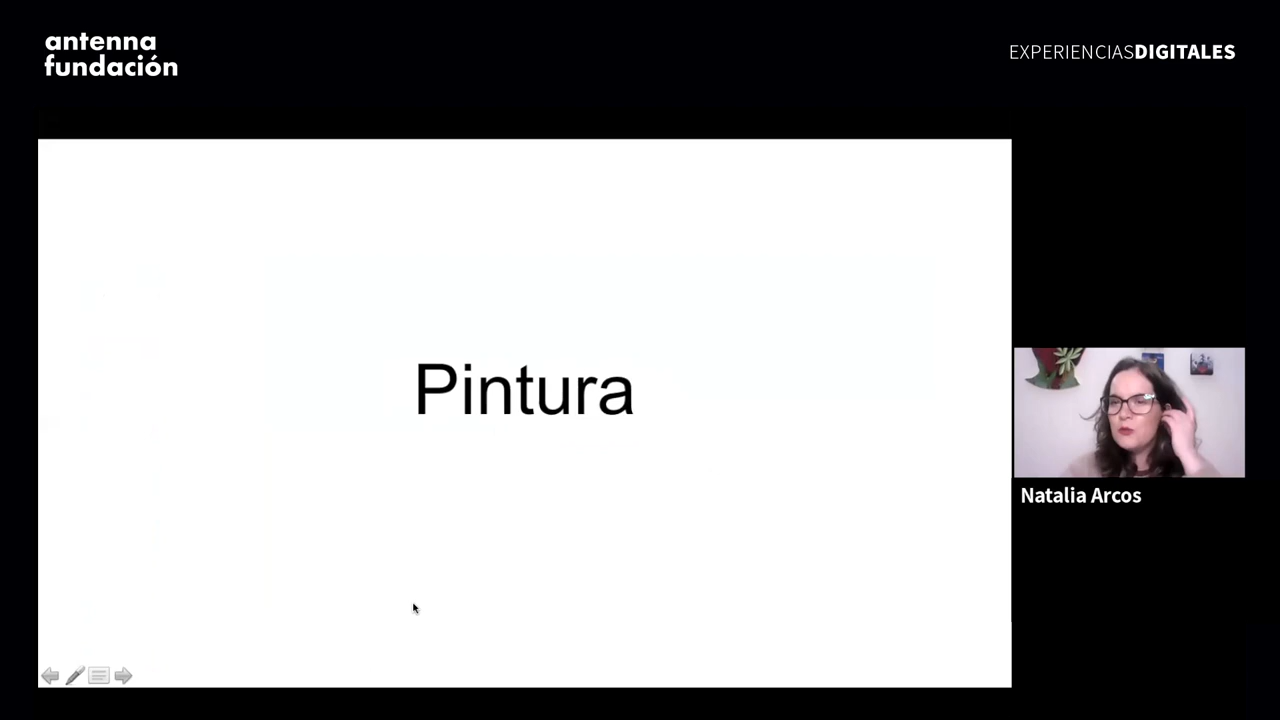 antenna
fundación
EXPERIENCIASDIGITALES
Pintura
Natalia Arcos